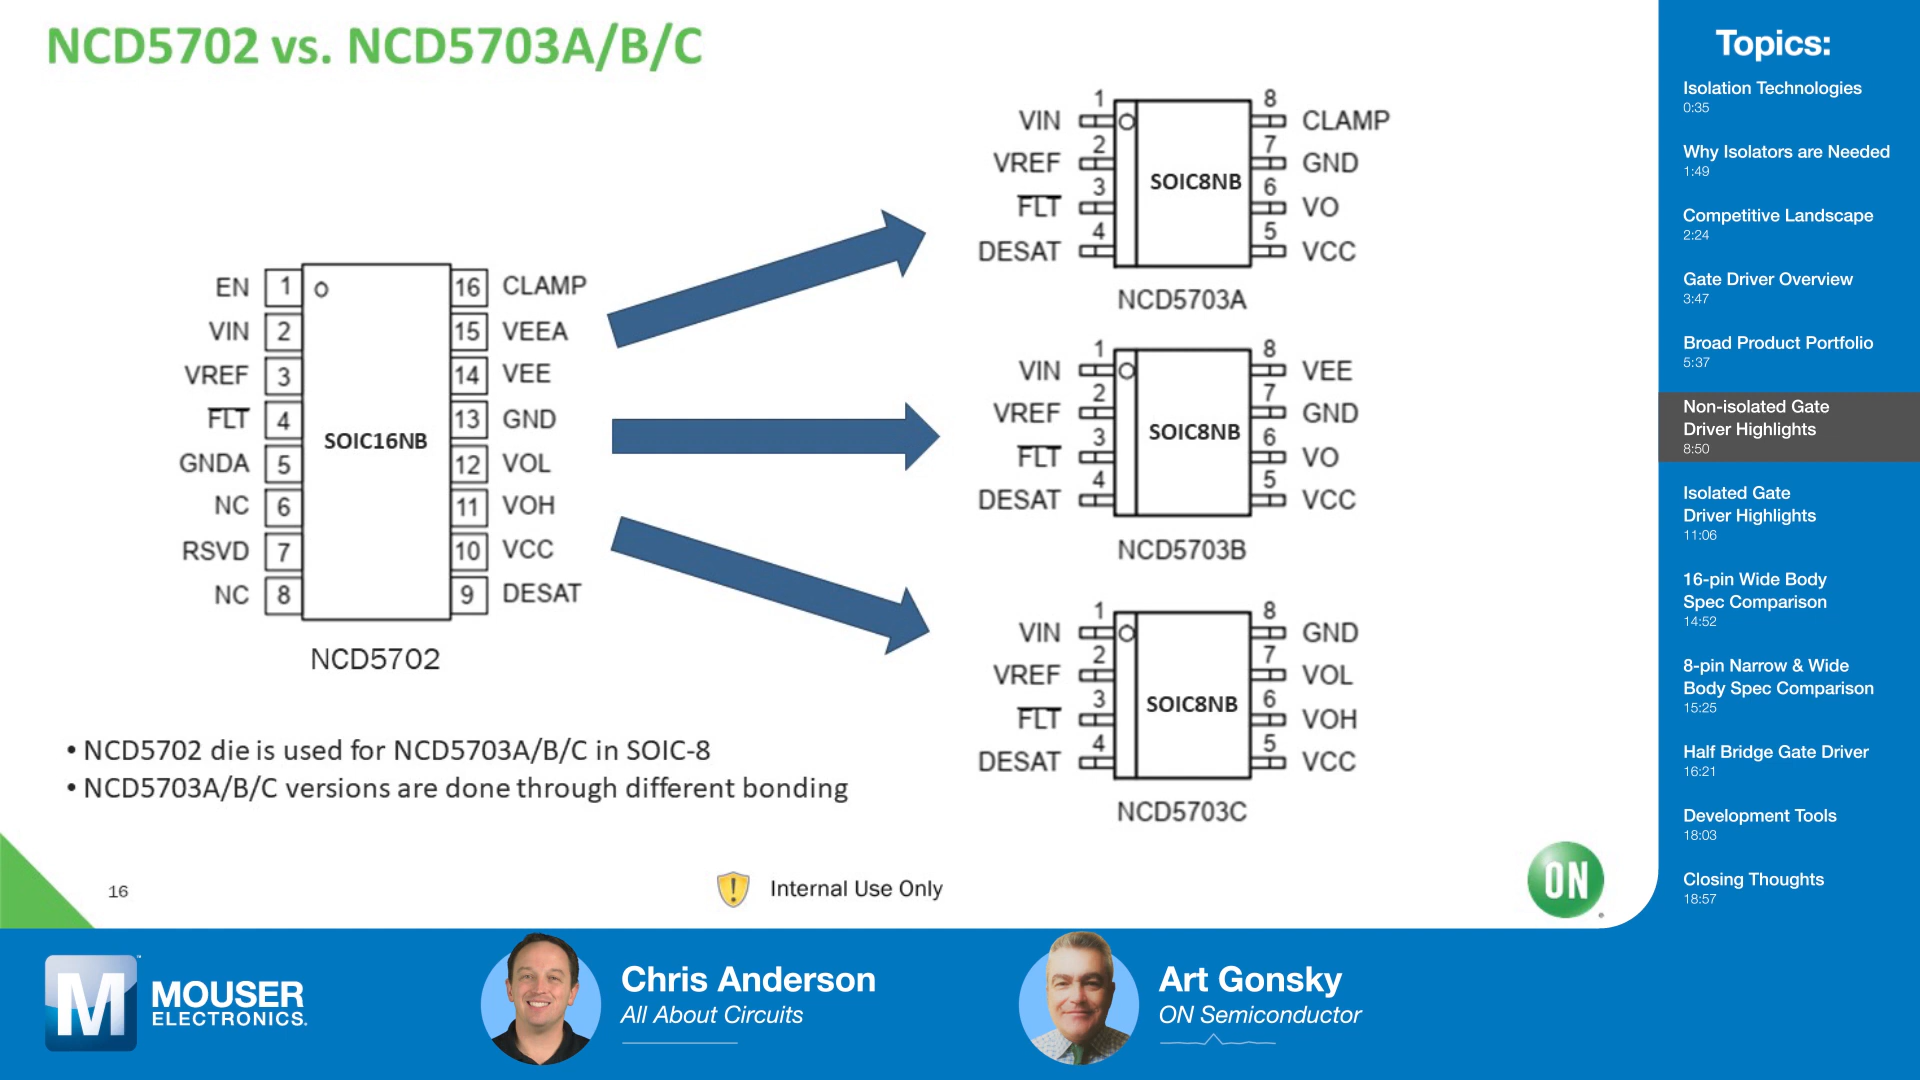 NCD5702 vs. NCD5703A/B/C
EN 1
VIN 2
VREF 3
FLT 4
GNDA 5
NC 6
RSVD 7
NC 8
SOIC16NB
16 CLAMP
15 VEEA
14 VEE
13 GND
12 VOL
11 VOH
10 VCC
9 DESAT
NCD5702
VIN 1
VREF 2
FLT 3
DESAT 4
SOIC8NB
8 CLAMP
7 GND
6 VO
5 VCC
NCD5703A
VIN 1
VREF 2
FLT 3
DESAT 4
SOIC8NB
8 VEE
7 GND
6 VO
5 VCC
NCD5703B
VIN 1
VREF 2
FLT 3
DESAT 4
SOIC8NB
8 GND
7 VOL
6 VOH
5 VCC
NCD5703C
• NCD5702 die is used for NCD5703A/B/C in SOIC-8
• NCD5703A/B/C versions are done through different bonding
16
Internal Use Only
ON
Topics:
Isolation Technologies
0:35
Why Isolators are Needed
1:49
Competitive Landscape
2:24
Gate Driver Overview
3:47
Broad Product Portfolio
5:37
Non-isolated Gate
Driver Highlights
8:50
Isolated Gate
Driver Highlights
11:06
16-pin Wide Body
Spec Comparison
14:52
8-pin Narrow & Wide
Body Spec Comparison
15:25
Half Bridge Gate Driver
16:21
Development Tools
18:03
Closing Thoughts
18:57
M
MOUSER
ELECTRONICS.
Chris Anderson
All About Circuits
Art Gonsky
ON Semiconductor